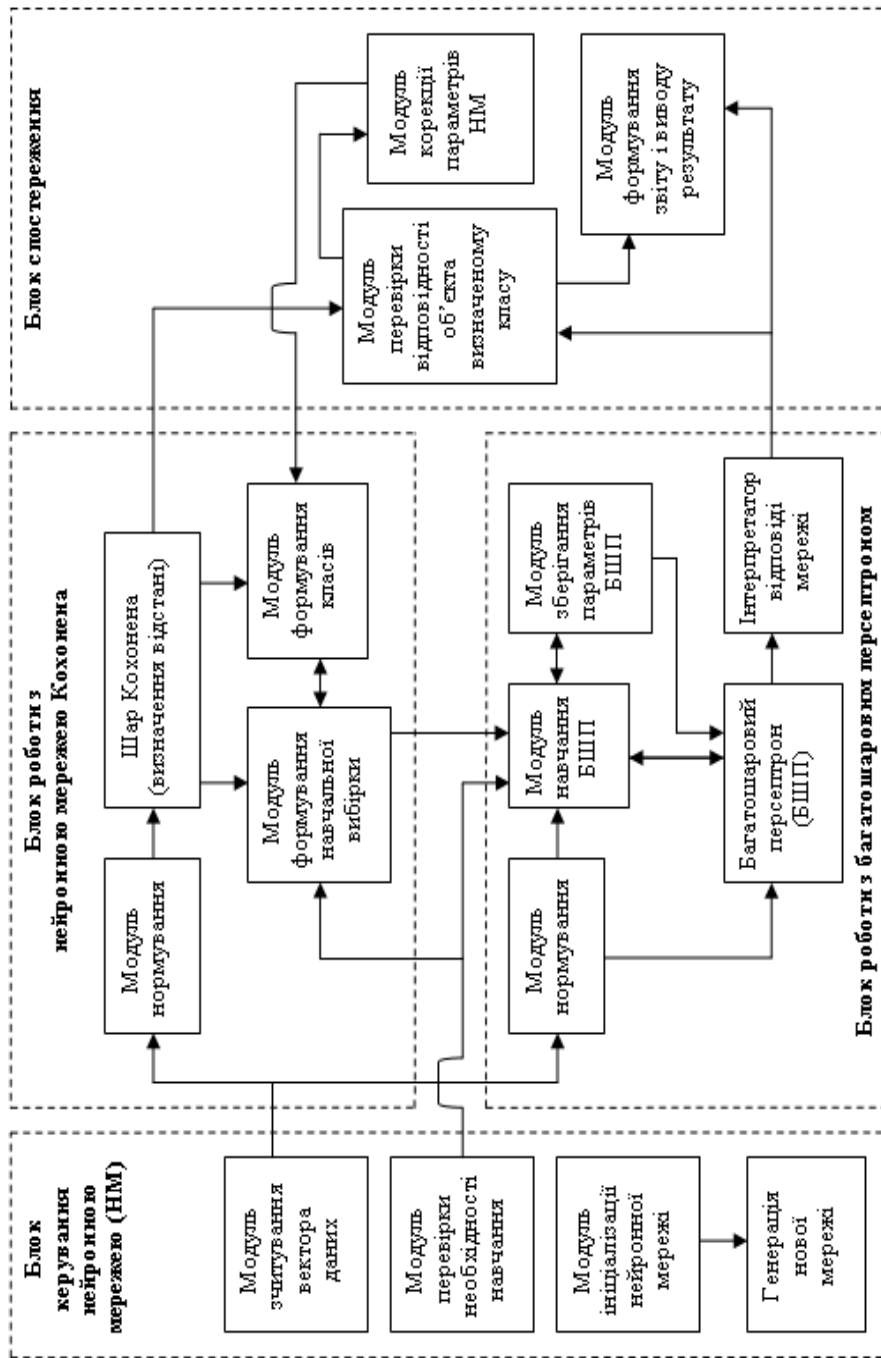 Блок
керування
нейронною
мережею (НМ)
Модуль
зчитування
вектора
даних
Модуль
перевірки
необхідності
навчання
Модуль
ініціалізації
нейронної
мережі
Генерація
нової
мережі
Блок роботи з
нейронною мережею Кохонена
Модуль
нормування
Шар Кохонена
(визначення відстані)
Модуль
формування
навчальної
вибірки
Модуль
формування
класів
Модуль
нормування
Модуль
навчання
БШП
Модуль
зберігання
параметрів
БШП
Багатошаровий
персептрон
(БШП)
Інтерпретатор
відповіді
мережі
Блок роботи з багатошаровим персептроном
Блок спостереження
Модуль
перевірки
відповідності
об'єкта
визначеному
класу
Модуль
корекції
параметрів
НМ
Модуль
формування
звіту і виводу
результату